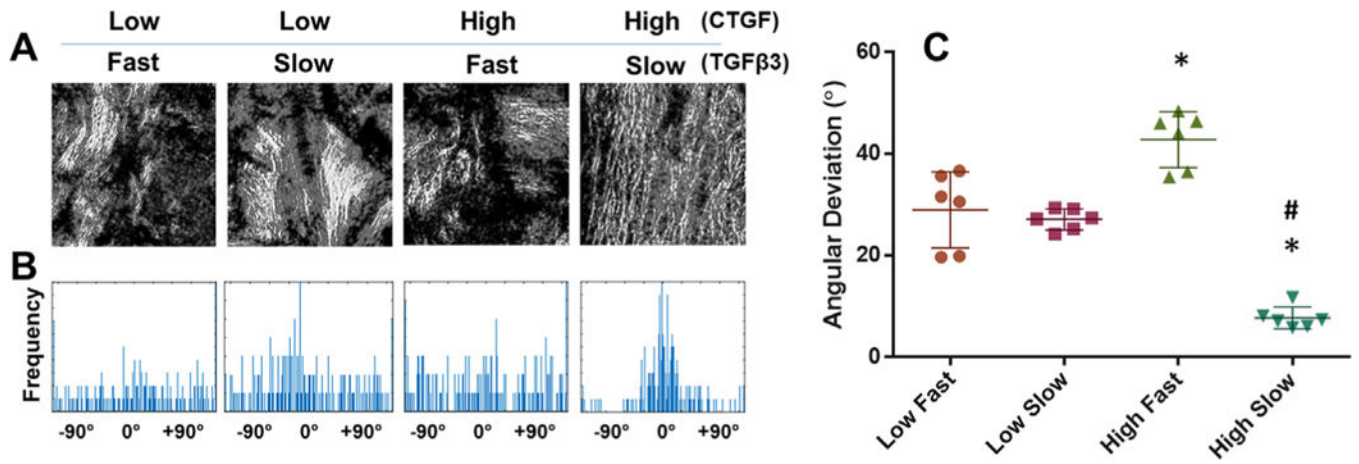 Low Low High High (CTGF)
A
Fast Slow Fast Slow (TGFβ3)
B
Frequency
-90° 0° +90° -90° 0° +90° -90° 0° +90° -90° 0° +90°
C
Angular Deviation (°)
60
40
20
0
*
#
*
Low Fast
Low Slow
High Fast
High Slow